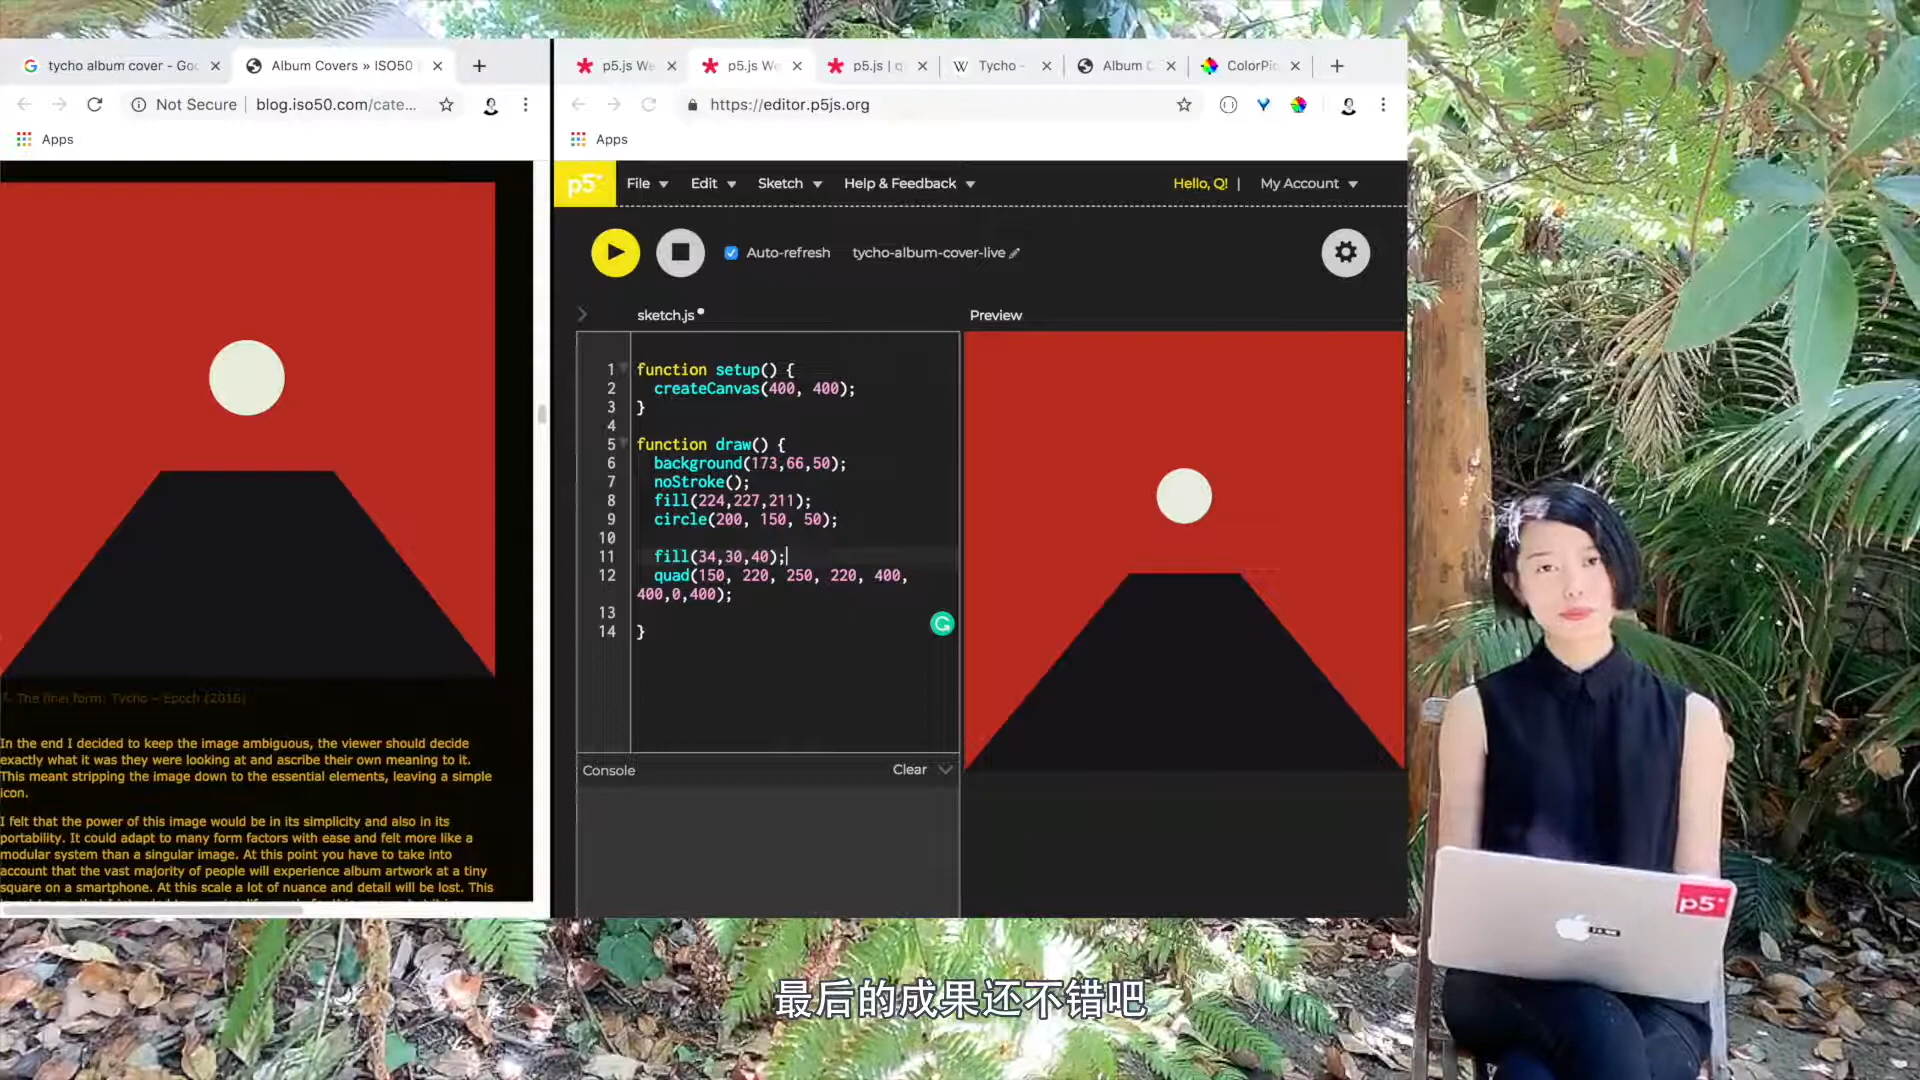 tycho album cover - Goo
Album Covers » ISO50
Not Secure
blog.iso50.com/cate...
Apps
The final form: Tycho – Epoch (2016)
In the end I decided to keep the image ambiguous, the viewer should decide
exactly what it was they were looking at and ascribe their own meaning to it.
This meant stripping the image down to the essential elements, leaving a simple
icon.
I felt that the power of this image would be in its simplicity and also in its
portability. It could adapt to many form factors with ease and felt more like a
modular system than a singular image. At this point you have to take into
account that the vast majority of people will experience album artwork at a tiny
square on a smartphone. At this scale a lot of nuance and detail will be lost. This
p5.js We
p5.js We
p5.js | q
W Tycho -
Album C
ColorPic
https://editor.p5js.org
Apps
p5*
File
Edit
Sketch
Help & Feedback
Hello, Q! |
My Account
Auto-refresh
tycho-album-cover-live
sketch.js
Preview
1 function setup() {
2 createCanvas(400, 400);
3 }
4
5 function draw() {
6 background(173,66,50);
7 noStroke();
8 fill(224,227,211);
9 circle(200, 150, 50);
10
11 fill(34,30,40);
12 quad(150, 220, 250, 220, 400,
400,0,400);
13
14 }
Console
Clear
p5*
最后的成果还不错吧